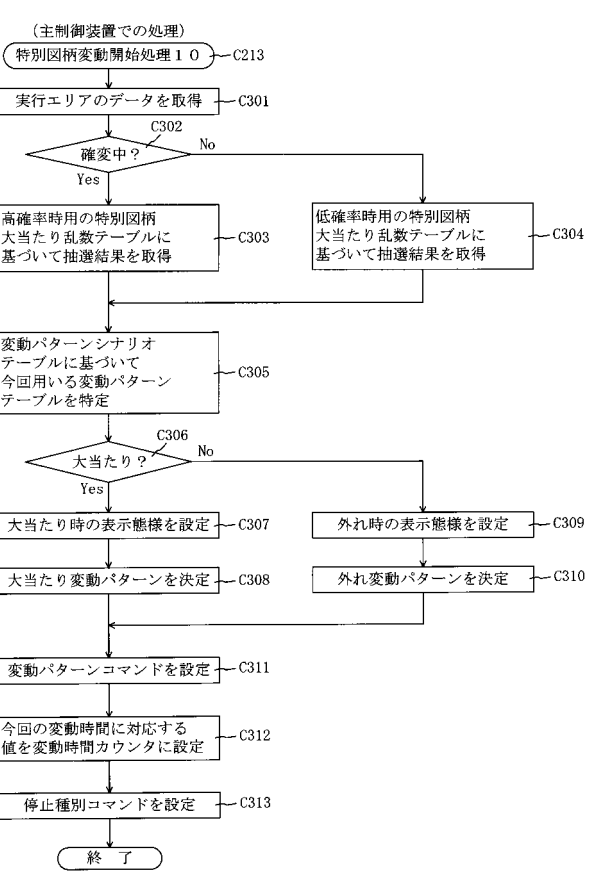 （主制御装置での処理）
特別図柄変動開始処理１０ C213
実行エリアのデータを取得 C301
C302
確変中？ No
Yes
高確率時用の特別図柄
大当たり乱数テーブルに
基づいて抽選結果を取得
C303
低確率時用の特別図柄
大当たり乱数テーブルに
基づいて抽選結果を取得
C304
変動パターンシナリオ
テーブルに基づいて
今回用いる変動パターン
テーブルを特定
C305
C306
大当たり？ No
Yes
大当たり時の表示態様を設定 C307
外れ時の表示態様を設定 C309
大当たり変動パターンを決定 C308
外れ変動パターンを決定 C310
変動パターンコマンドを設定 C311
今回の変動時間に対応する
値を変動時間カウンタに設定
C312
停止種別コマンドを設定 C313
終 了